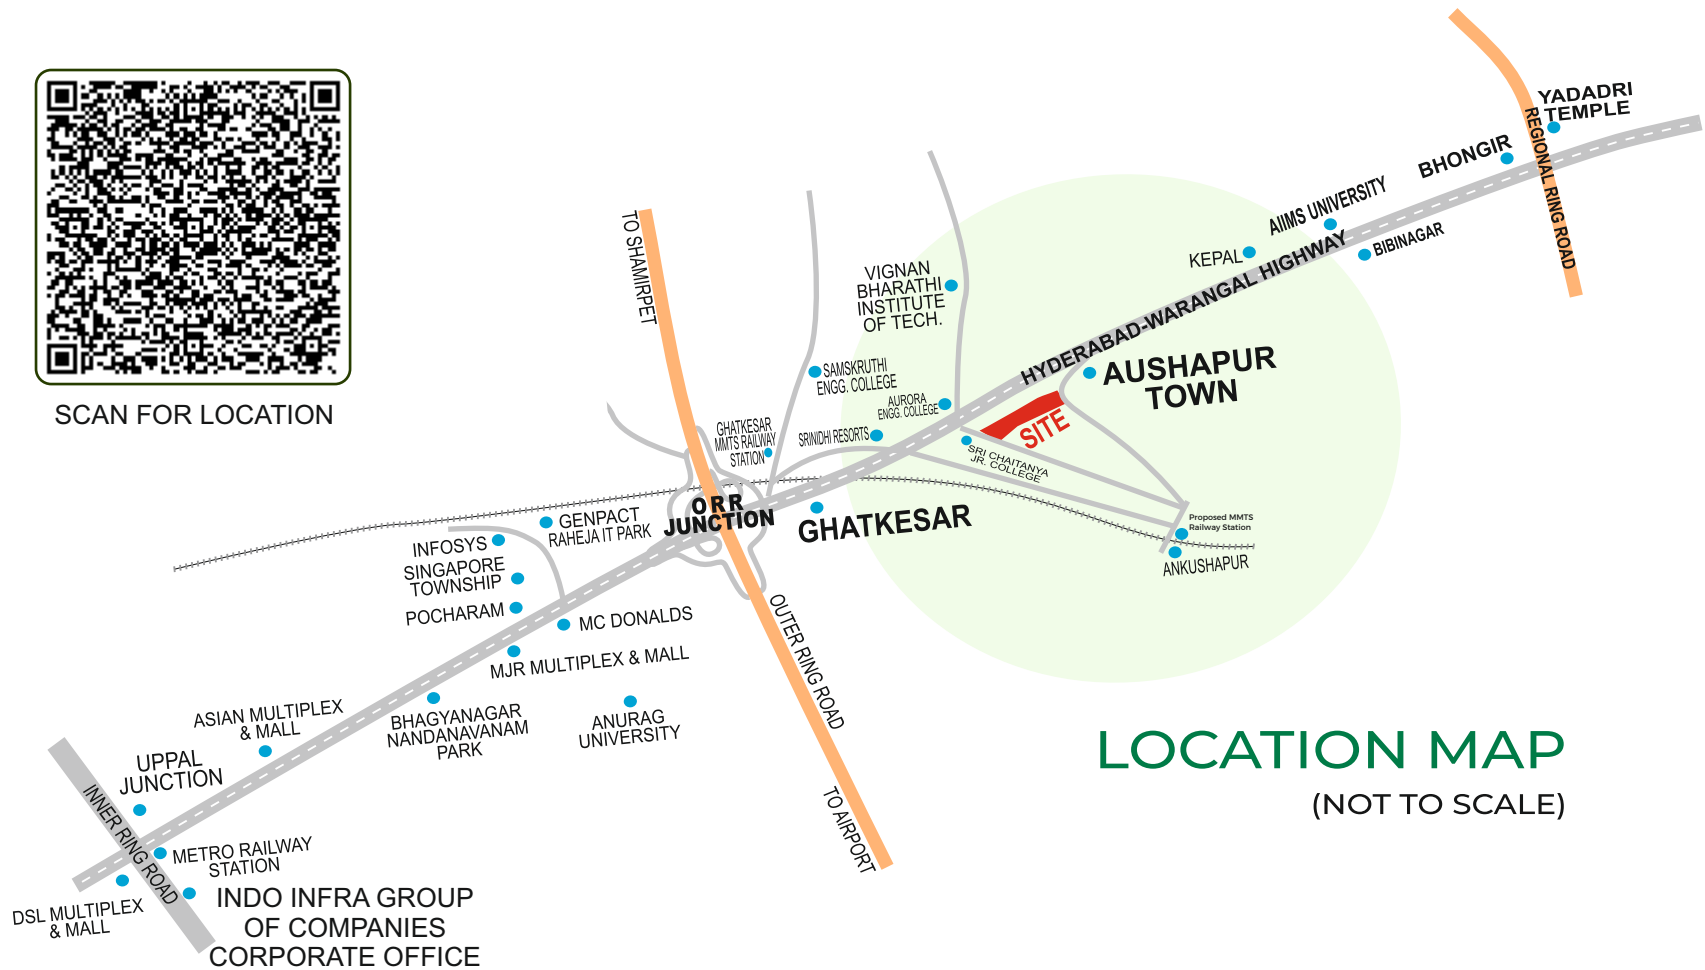 SCAN FOR LOCATION
TO SHAMIRPET
YADADRI
TEMPLE
REGIONAL RING ROAD
BHONGIR
AIIMS UNIVERSITY
BIBINAGAR
KEPAL
HYDERABAD-WARANGAL HIGHWAY
VIGNAN
BHARATHI
INSTITUTE
OF TECH.
SAMSKRUTHI
ENGG. COLLEGE
AURORA
ENGG. COLLEGE
AUSHAPUR
TOWN
SITE
GHATKESAR
MMTS RAILWAY
STATION
SRINIDHI RESORTS
SRI CHAITANYA
JR. COLLEGE
ORR
JUNCTION
GHATKESAR
Proposed MMTS
Railway Station
ANKUSHAPUR
GENPACT
RAHEJA IT PARK
INFOSYS
SINGAPORE
TOWNSHIP
POCHARAM
MC DONALDS
MJR MULTIPLEX & MALL
OUTER RING ROAD
TO AIRPORT
ANURAG
UNIVERSITY
BHAGYANAGAR
NANDANAVANAM
PARK
ASIAN MULTIPLEX
& MALL
UPPAL
JUNCTION
INNER RING ROAD
METRO RAILWAY
STATION
DSL MULTIPLEX
& MALL
INDO INFRA GROUP
OF COMPANIES
CORPORATE OFFICE
LOCATION MAP
(NOT TO SCALE)